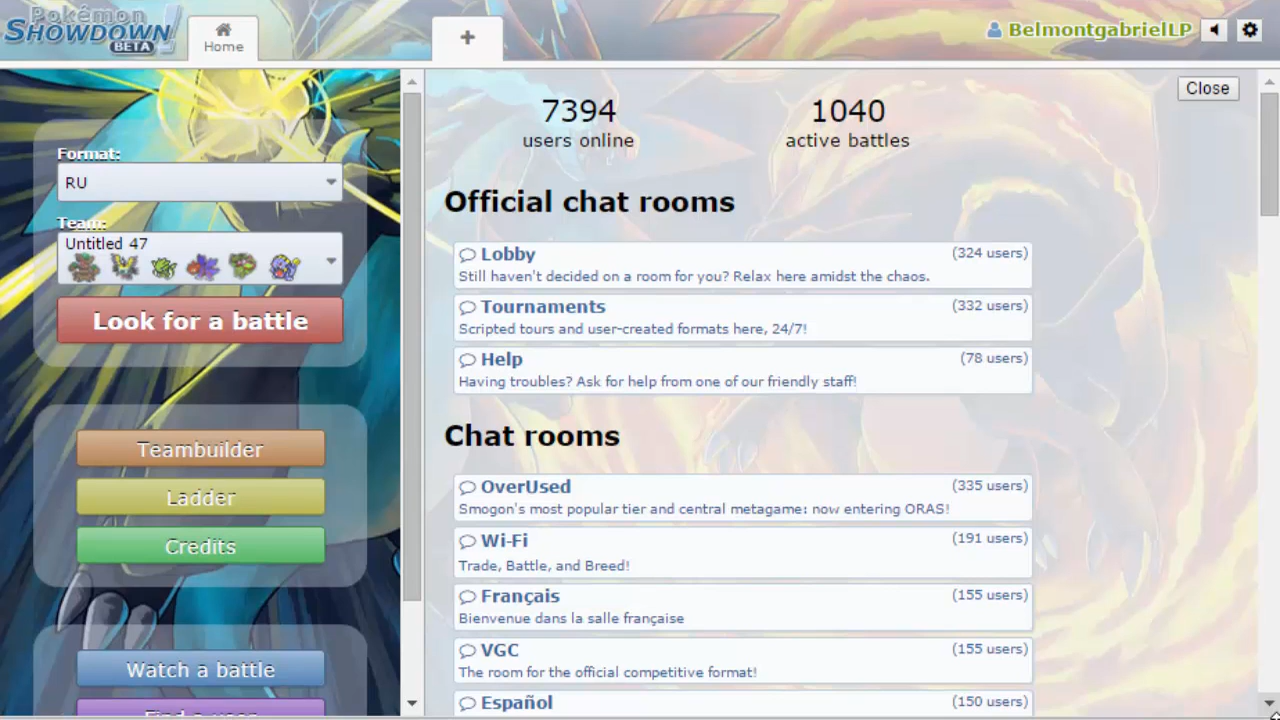 Pokémon
SHOWDOWN!
BETA
Home
+
BelmontgabrielLP
Format:
RU
Team:
Untitled 47
Look for a battle
Teambuilder
Ladder
Credits
Watch a battle
Find a user
Close
7394
users online
1040
active battles
Official chat rooms
Lobby (324 users)
Still haven't decided on a room for you? Relax here amidst the chaos.
Tournaments (332 users)
Scripted tours and user-created formats here, 24/7!
Help (78 users)
Having troubles? Ask for help from one of our friendly staff!
Chat rooms
OverUsed (335 users)
Smogon's most popular tier and central metagame: now entering ORAS!
Wi-Fi (191 users)
Trade, Battle, and Breed!
Français (155 users)
Bienvenue dans la salle française
VGC (155 users)
The room for the official competitive format!
Español (150 users)